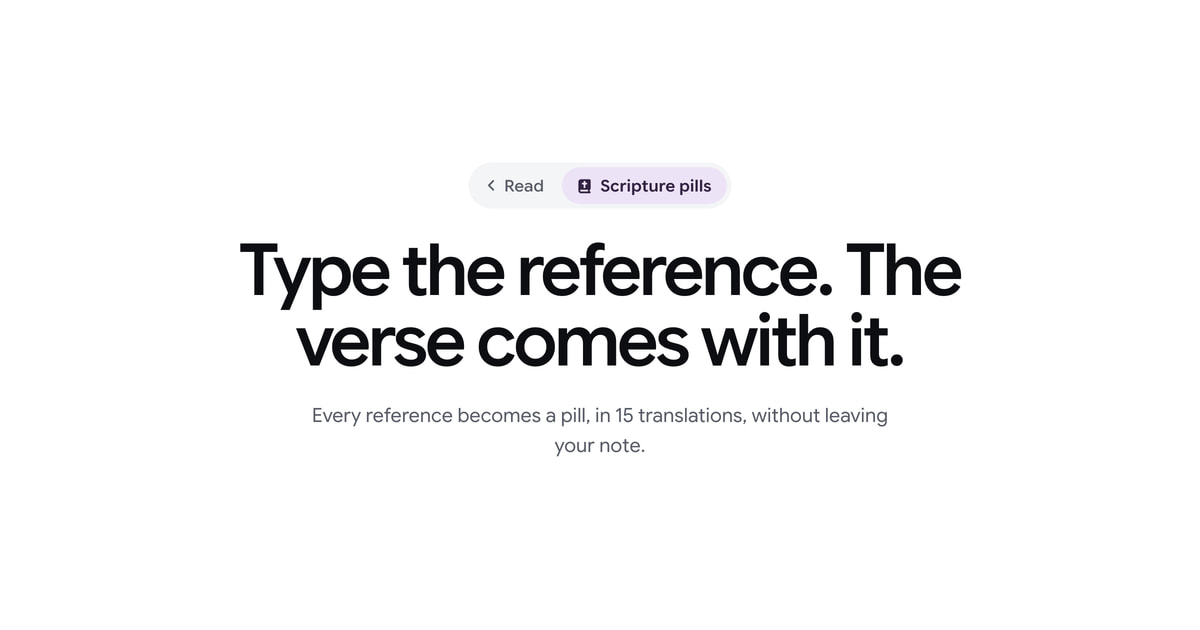 Read
Scripture pills
Type the reference. The
verse comes with it.
Every reference becomes a pill, in 15 translations, without leaving
your note.